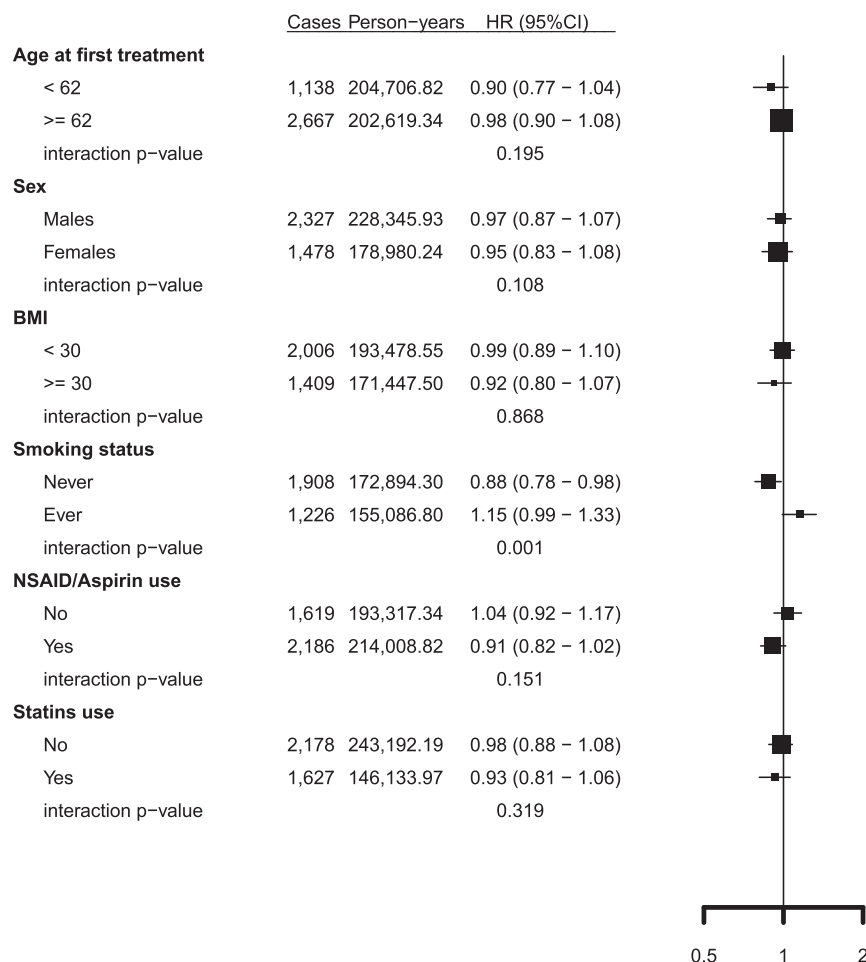 Cases Person−years HR (95%CI)
Age at first treatment
< 62 1,138 204,706.82 0.90 (0.77 − 1.04)
>= 62 2,667 202,619.34 0.98 (0.90 − 1.08)
interaction p−value 0.195
Sex
Males 2,327 228,345.93 0.97 (0.87 − 1.07)
Females 1,478 178,980.24 0.95 (0.83 − 1.08)
interaction p−value 0.108
BMI
< 30 2,006 193,478.55 0.99 (0.89 − 1.10)
>= 30 1,409 171,447.50 0.92 (0.80 − 1.07)
interaction p−value 0.868
Smoking status
Never 1,908 172,894.30 0.88 (0.78 − 0.98)
Ever 1,226 155,086.80 1.15 (0.99 − 1.33)
interaction p−value 0.001
NSAID/Aspirin use
No 1,619 193,317.34 1.04 (0.92 − 1.17)
Yes 2,186 214,008.82 0.91 (0.82 − 1.02)
interaction p−value 0.151
Statins use
No 2,178 243,192.19 0.98 (0.88 − 1.08)
Yes 1,627 146,133.97 0.93 (0.81 − 1.06)
interaction p−value 0.319
0.5 1 2